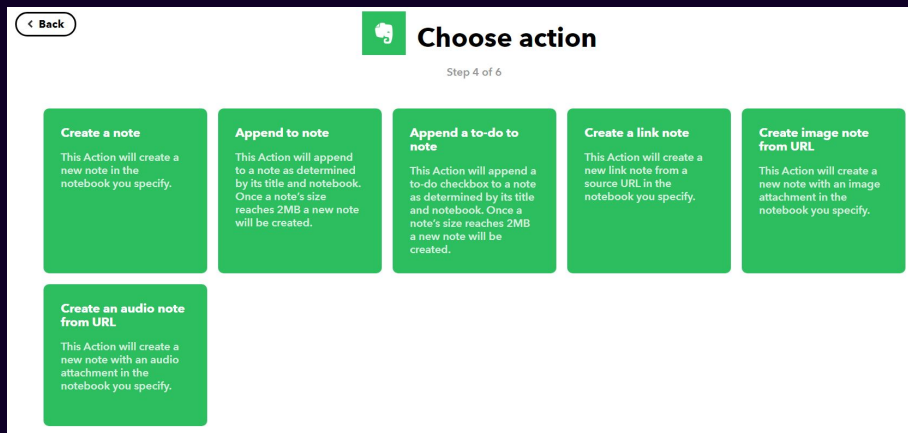 < Back
Choose action
Step 4 of 6
Create a note
This Action will create a
new note in the
notebook you specify.
Append to note
This Action will append
to a note as determined
by its title and notebook.
Once a note's size
reaches 2MB a new note
will be created.
Append a to-do to
note
This Action will append a
to-do checkbox to a note
as determined by its title
and notebook. Once a
note's size reaches 2MB
a new note will be
created.
Create a link note
This Action will create a
new link note from a
source URL in the
notebook you specify.
Create image note
from URL
This Action will create a
new note with an image
attachment in the
notebook you specify.
Create an audio note
from URL
This Action will create a
new note with an audio
attachment in the
notebook you specify.